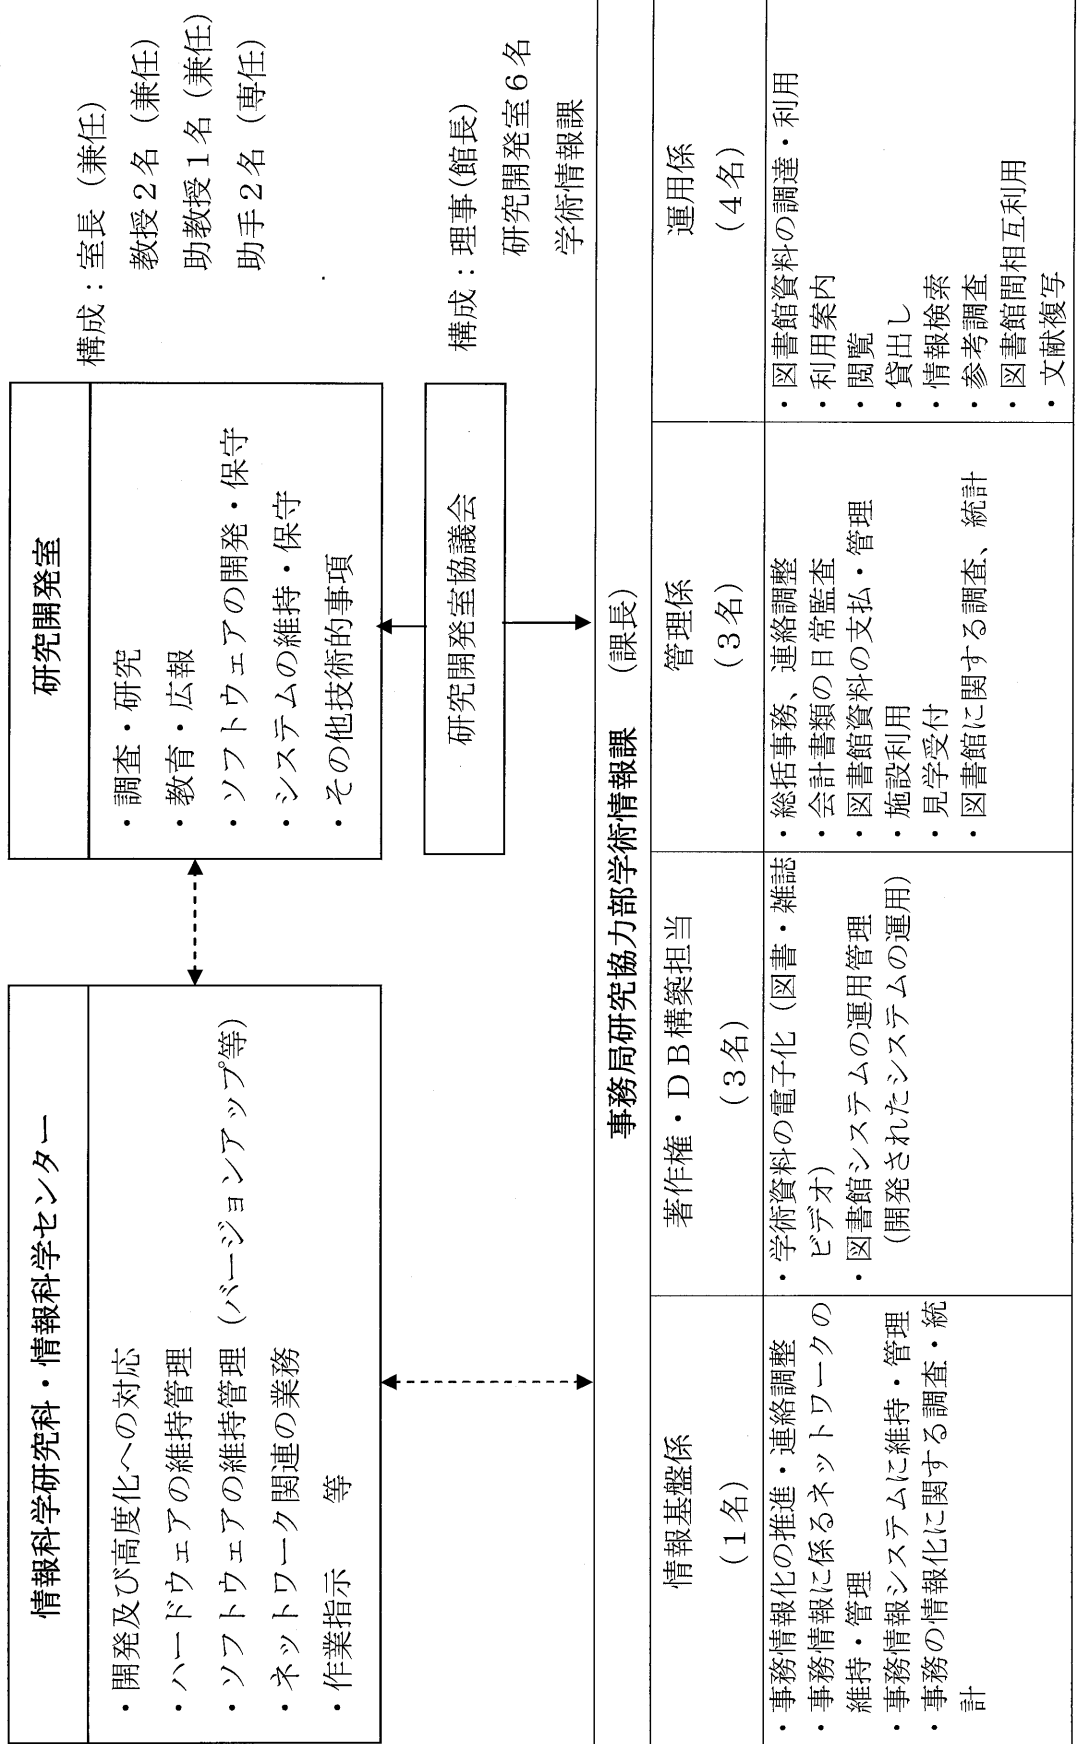 情報科学研究科・情報科学センター
・開発及び高度化への対応
・ハードウェアの維持管理
・ソフトウェアの維持管理（バージョンアップ等）
・ネットワーク関連の業務
・作業指示　等
研究開発室
・調査・研究
・教育・広報
・ソフトウェアの開発・保守
・システムの維持・保守
・その他技術的事項
構成：室長（兼任）
教授２名（兼任）
助教授１名（兼任）
助手２名（専任）
研究開発室協議会
構成：理事(館長)
研究開発室６名
学術情報課
事務局研究協力部学術情報課　（課長）
情報基盤係
（１名）
・事務情報化の推進・連絡調整
・事務情報に係るネットワークの
維持・管理
・事務情報システムに維持・管理
・事務の情報化に関する調査・統
計
著作権・ＤＢ構築担当
（３名）
・学術資料の電子化（図書・雑誌
ビデオ）
・図書館システムの運用管理
（開発されたシステムの運用）
管理係
（３名）
・総括事務、連絡調整
・会計書類の日常監査
・図書館資料の支払・管理
・施設利用
・見学受付
・図書館に関する調査、統計
運用係
（４名）
・図書館資料の調達・利用
・利用案内
・閲覧
・貸出し
・情報検索
・参考調査
・図書館間相互利用
・文献複写